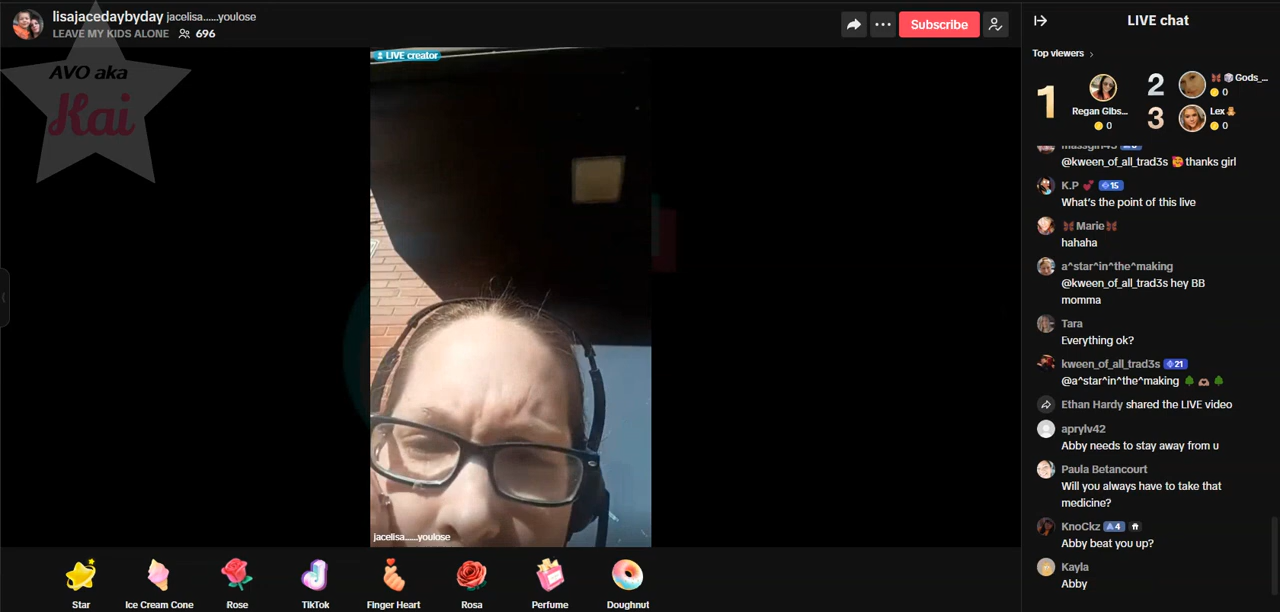 lisajacedaybyday jacelisa......youlose
LEAVE MY KIDS ALONE 696
Subscribe
AVO aka
Kai
LIVE creator
jacelisa......youlose
Star
Ice Cream Cone
Rose
TikTok
Finger Heart
Rosa
Perfume
Doughnut
LIVE chat
Top viewers
1
Regan Gibs...
0
2
Gods_...
0
3
Lex
0
@kween_of_all_trad3s thanks girl
K.P 15
What's the point of this live
Marie
hahaha
a^star^in^the^making
@kween_of_all_trad3s hey BB
momma
Tara
Everything ok?
kween_of_all_trad3s 21
@a^star^in^the^making
Ethan Hardy shared the LIVE video
aprylv42
Abby needs to stay away from u
Paula Betancourt
Will you always have to take that
medicine?
KnoCkz 4
Abby beat you up?
Kayla
Abby